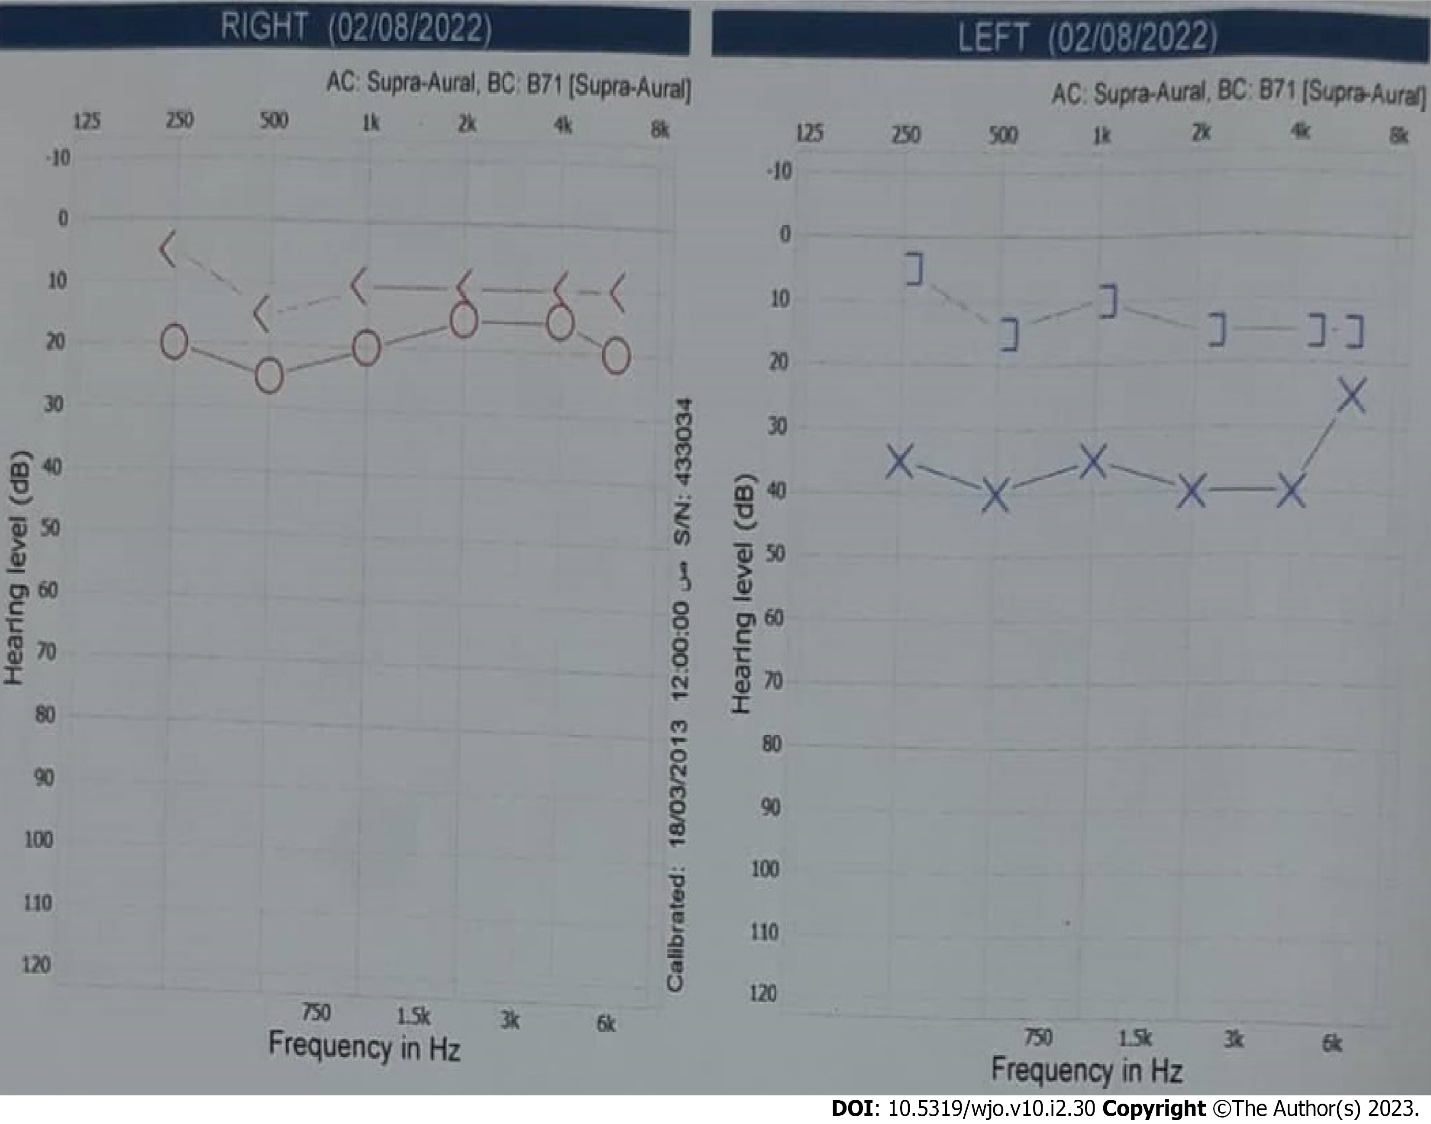 RIGHT (02/08/2022)
AC: Supra-Aural, BC: B71 [Supra-Aural]
125 250 500 1k 2k 4k 8k
-10
0
10
20
30
40
50
60
70
80
90
100
110
120
Hearing level (dB)
750 1.5k 3k 6k
Frequency in Hz
Calibrated: 18/03/2013 12:00:00 ص S/N: 433034
LEFT (02/08/2022)
AC: Supra-Aural, BC: B71 [Supra-Aural]
125 250 500 1k 2k 4k 8k
-10
0
10
20
30
40
50
60
70
80
90
100
110
120
Hearing level (dB)
750 1.5k 3k 6k
Frequency in Hz
DOI: 10.5319/wjo.v10.i2.30 Copyright ©The Author(s) 2023.